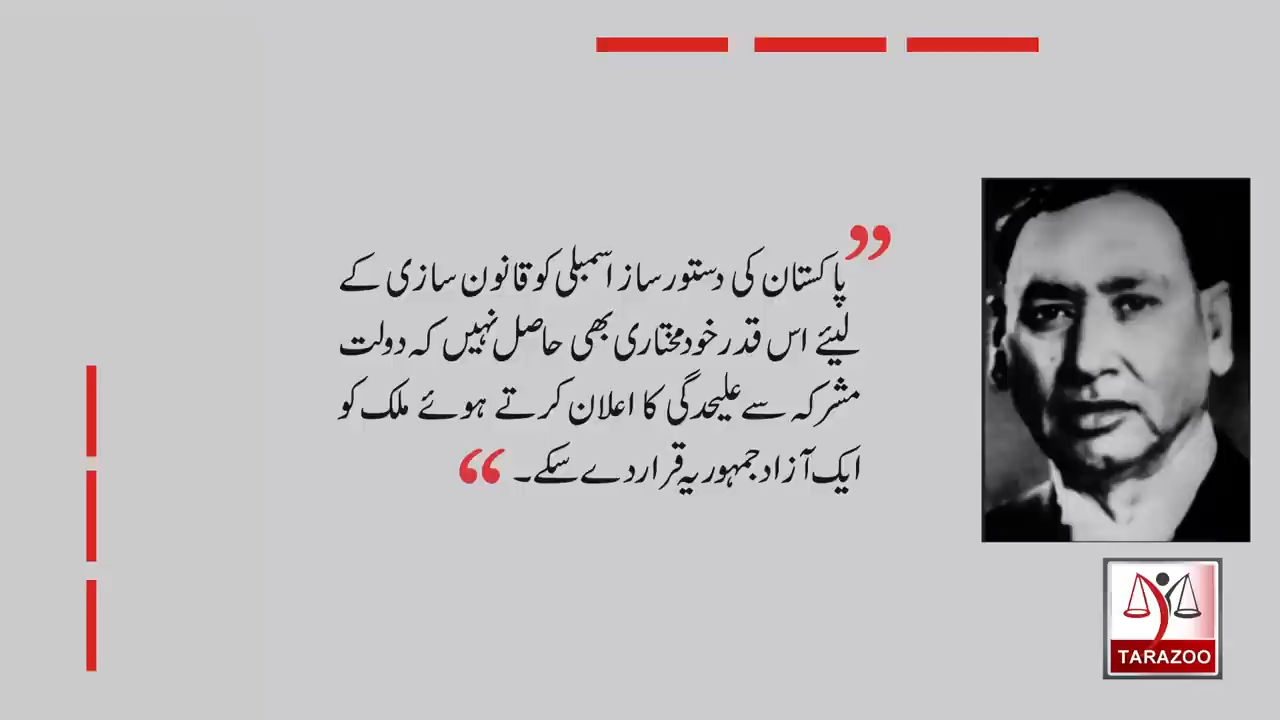 ”پاکستان کی دستور ساز اسمبلی کو قانون سازی کے
لیئے اس قدر خودمختاری بھی حاصل نہیں کہ دولت
مشرکہ سے علیحدگی کا اعلان کرتے ہوئے ملک کو
ایک آزاد جمہوریہ قرار دے سکے۔“
TARAZOO